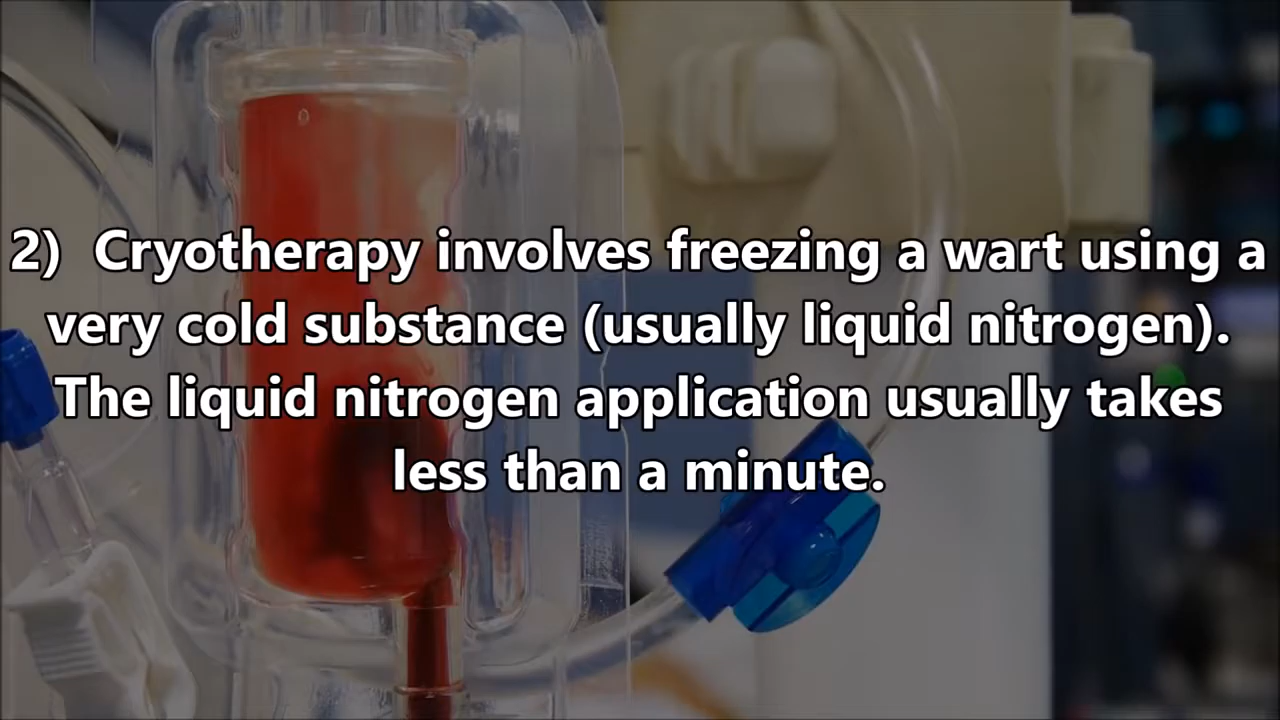 2)  Cryotherapy involves freezing a wart using a
very cold substance (usually liquid nitrogen).
The liquid nitrogen application usually takes
less than a minute.